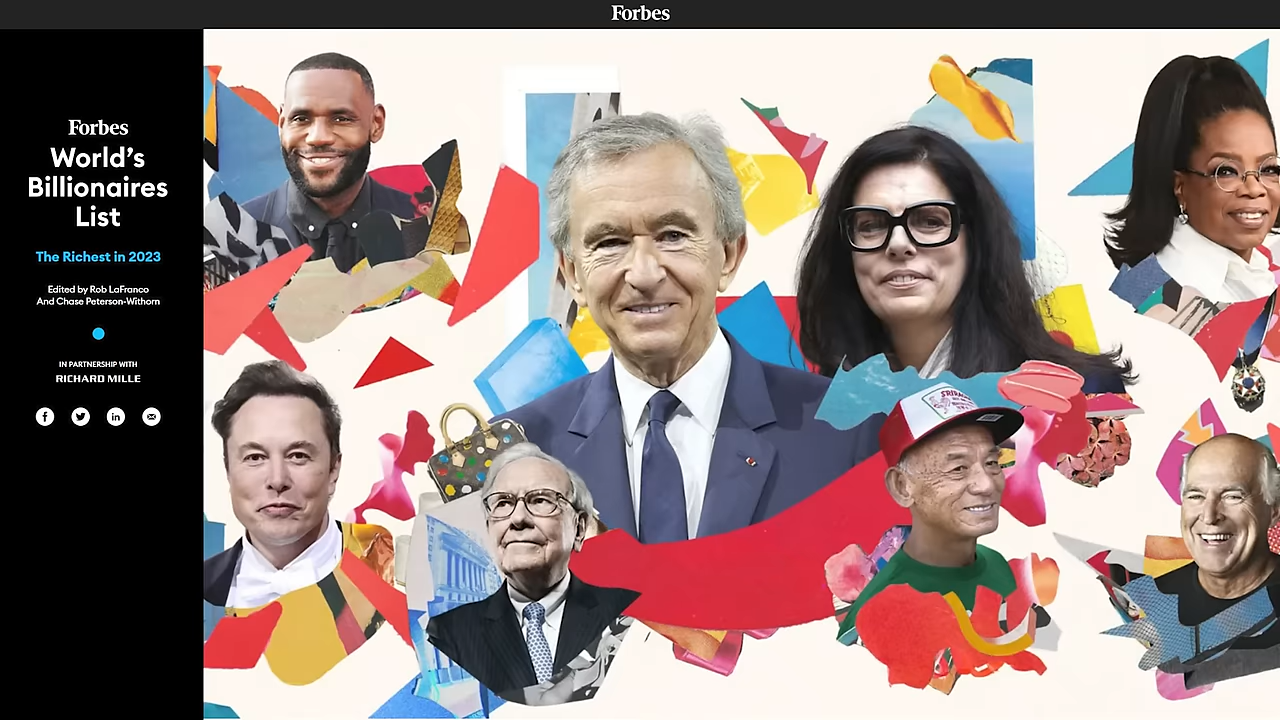 Forbes
Forbes
World's
Billionaires
List
The Richest in 2023
Edited by Rob LaFranco
And Chase Peterson-Withorn
IN PARTNERSHIP WITH
RICHARD MILLE